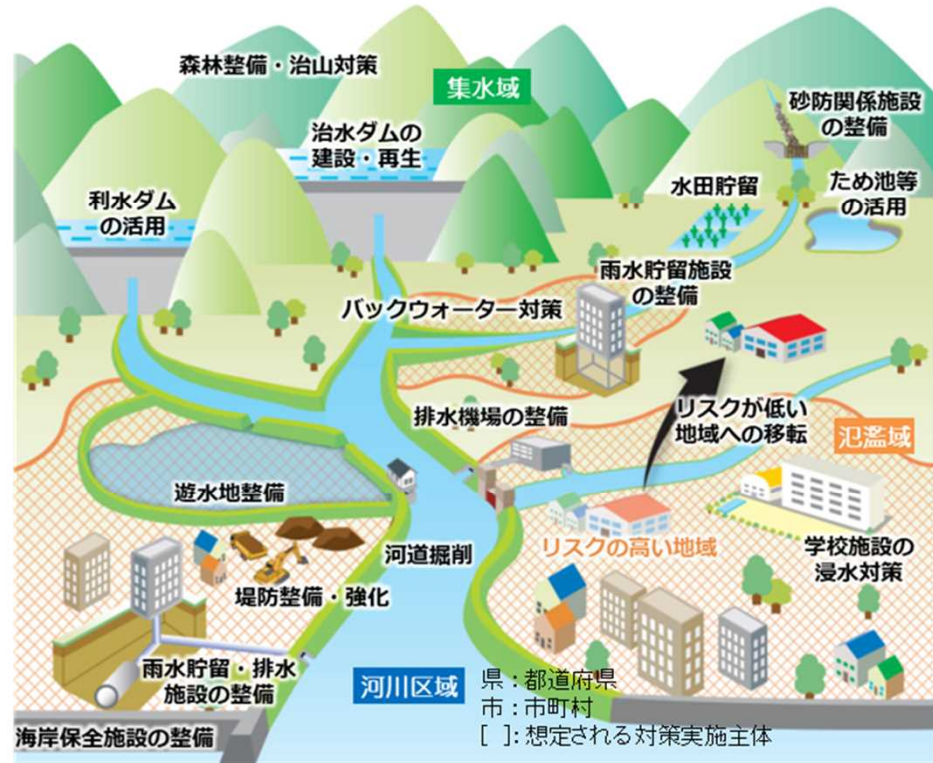 森林整備・治山対策
集水域
砂防関係施設
の整備
治水ダムの
建設・再生
水田貯留
ため池等
の活用
利水ダム
の活用
雨水貯留施設
の整備
バックウォーター対策
排水機場の整備
リスクが低い
地域への移転
氾濫域
遊水地整備
河道掘削
リスクの高い地域
学校施設の
浸水対策
堤防整備・強化
雨水貯留・排水
施設の整備
河川区域
県：都道府県
市：市町村
[ ]：想定される対策実施主体
海岸保全施設の整備